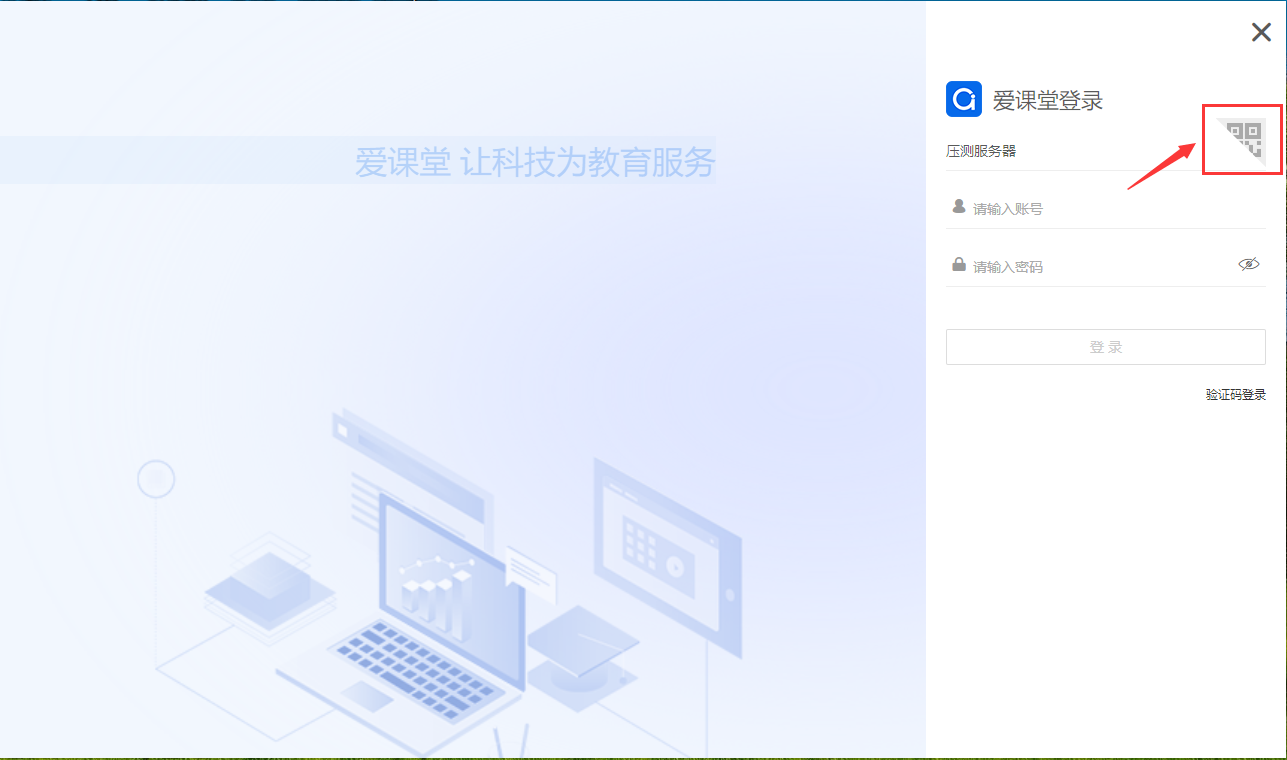 爱课堂 让科技为教育服务
爱课堂登录
压测服务器
请输入账号
请输入密码
登 录
验证码登录